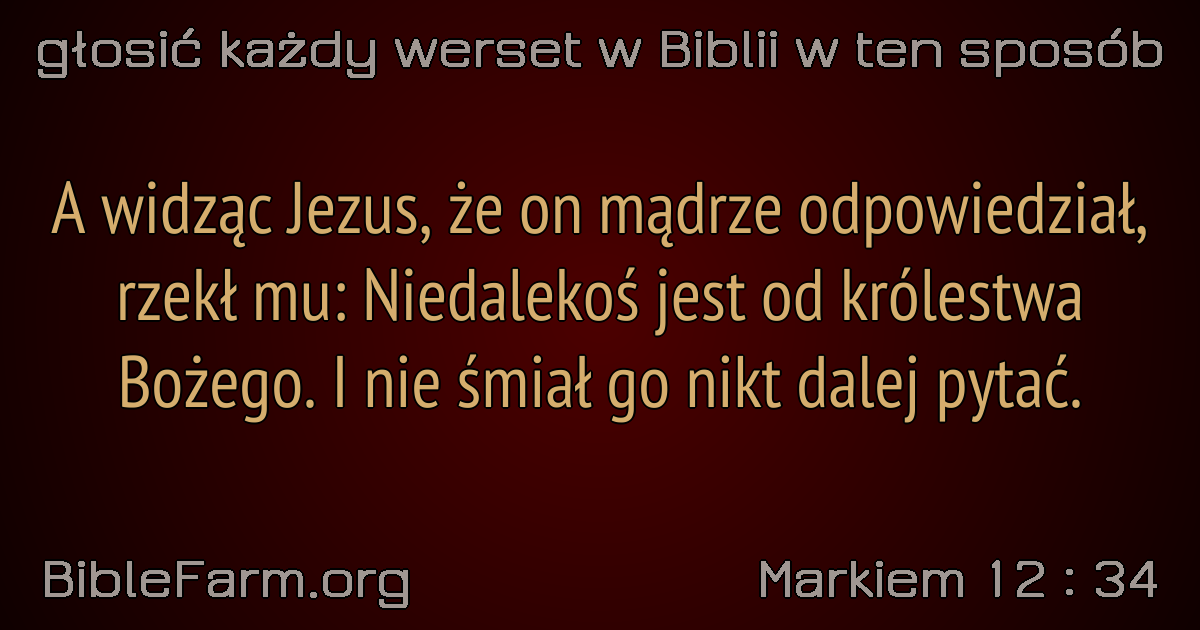 głosić każdy werset w Biblii w ten sposób
A widząc Jezus, że on mądrze odpowiedział,
rzekł mu: Niedalekoś jest od królestwa
Bożego. I nie śmiał go nikt dalej pytać.
BibleFarm.org
Markiem 12 : 34